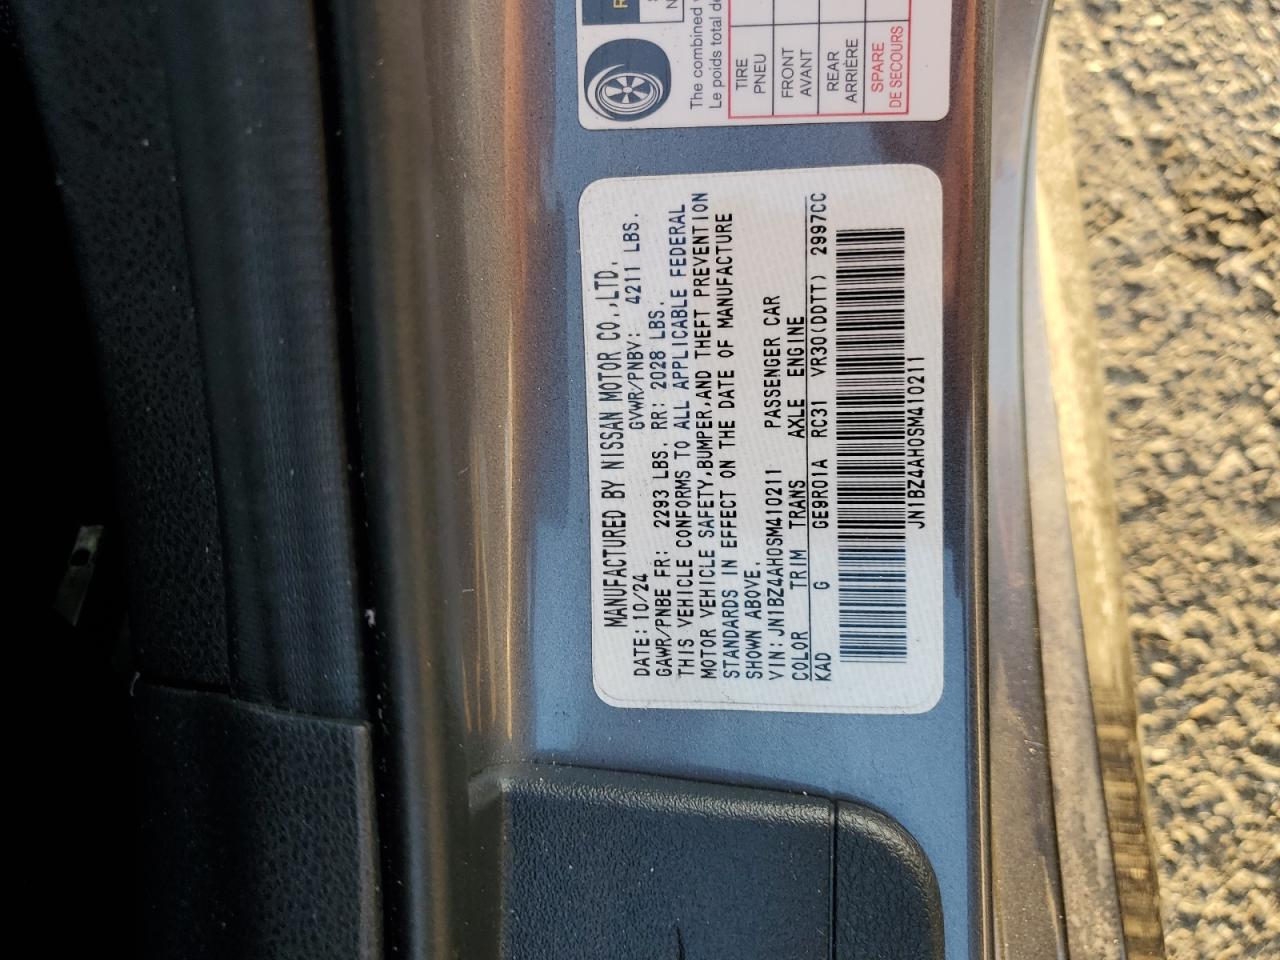 MANUFACTURED BY NISSAN MOTOR CO.,LTD.
DATE: 10/24 GVWR/PNBV: 4211 LBS.
GAWR/PNBE FR: 2293 LBS. RR: 2028 LBS.
THIS VEHICLE CONFORMS TO ALL APPLICABLE FEDERAL
MOTOR VEHICLE SAFETY,BUMPER,AND THEFT PREVENTION
STANDARDS IN EFFECT ON THE DATE OF MANUFACTURE
SHOWN ABOVE.
VIN: JN1BZ4AH0SM410211 PASSENGER CAR
COLOR TRIM TRANS AXLE ENGINE
KAD G GE9R01A RC31 VR30(DDTT) 2997CC
JN1BZ4AH0SM410211
The combined
Le poids total de
TIRE
PNEU
FRONT
AVANT
REAR
ARRIÈRE
SPARE
DE SECOURS